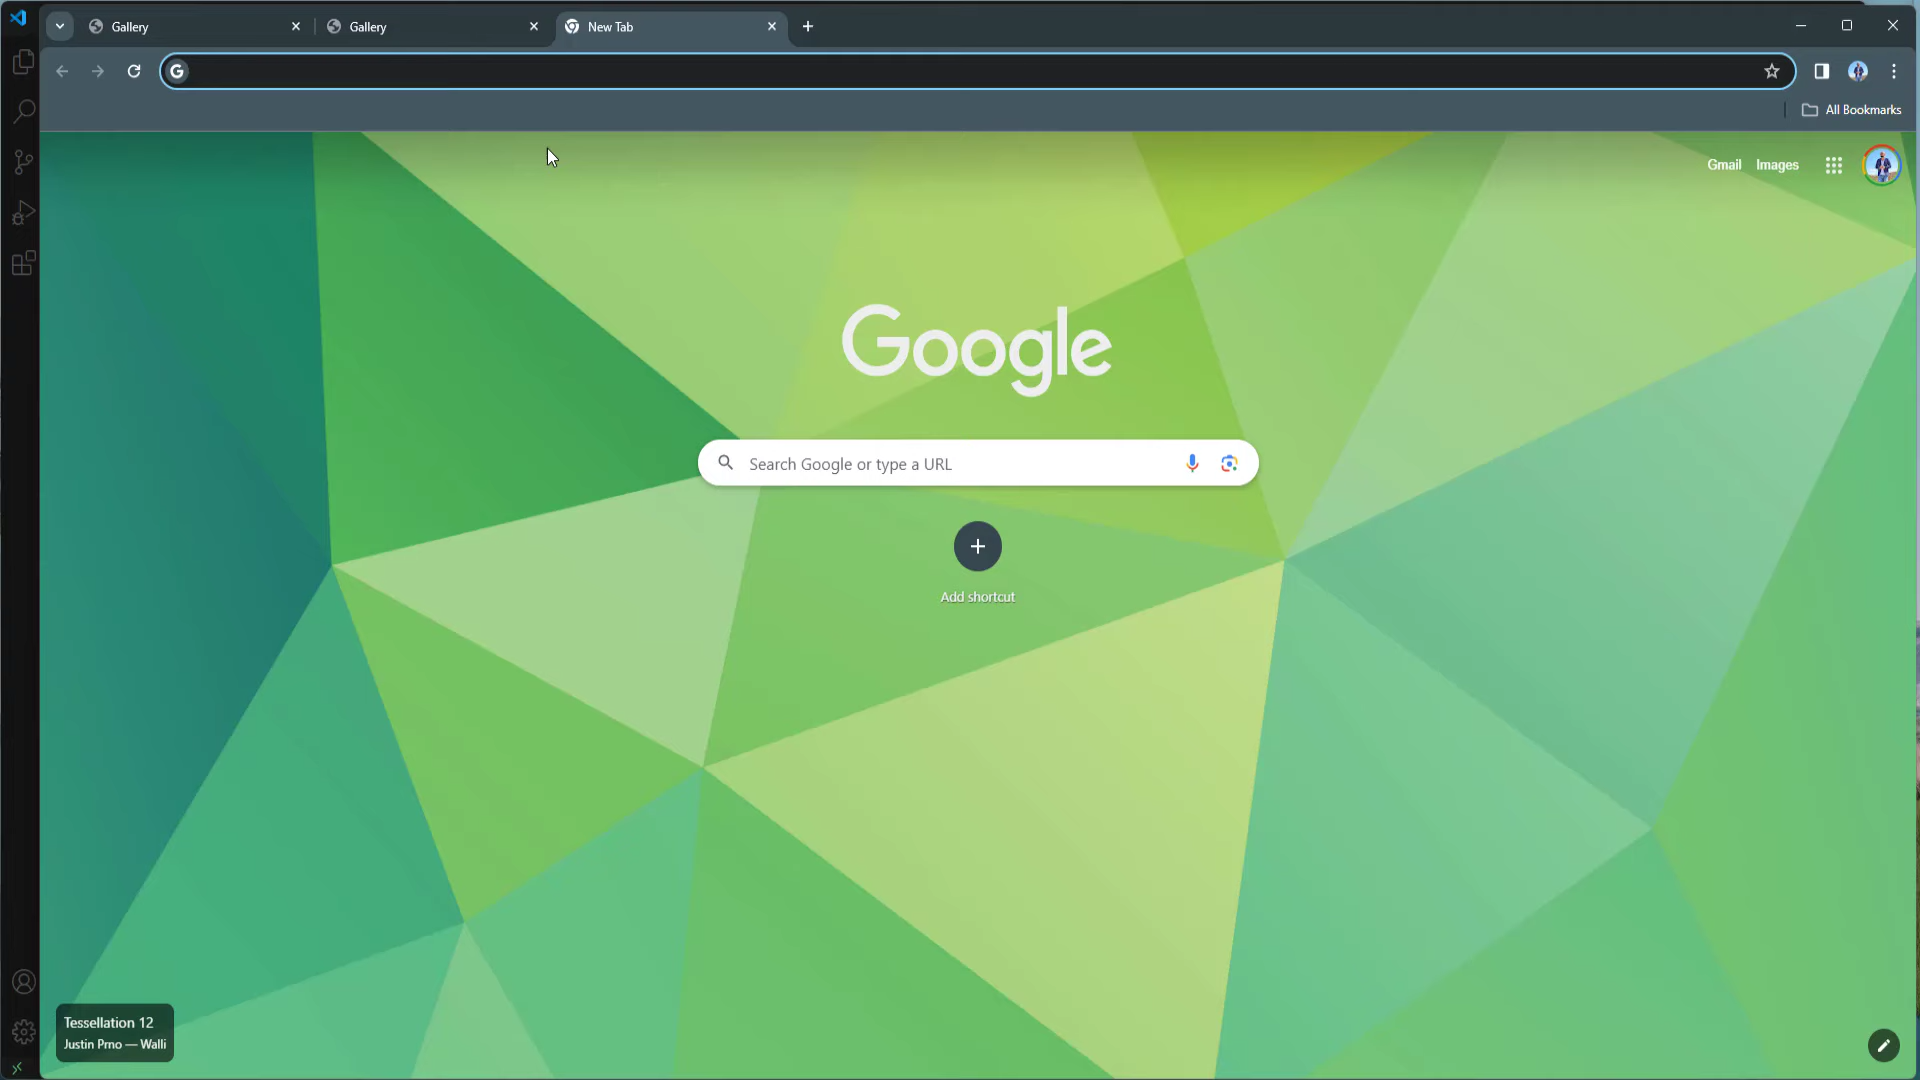 Gallery
Gallery
New Tab
All Bookmarks
Gmail
Images
Google
Search Google or type a URL
Add shortcut
Tessellation 12
Justin Prno — Walli